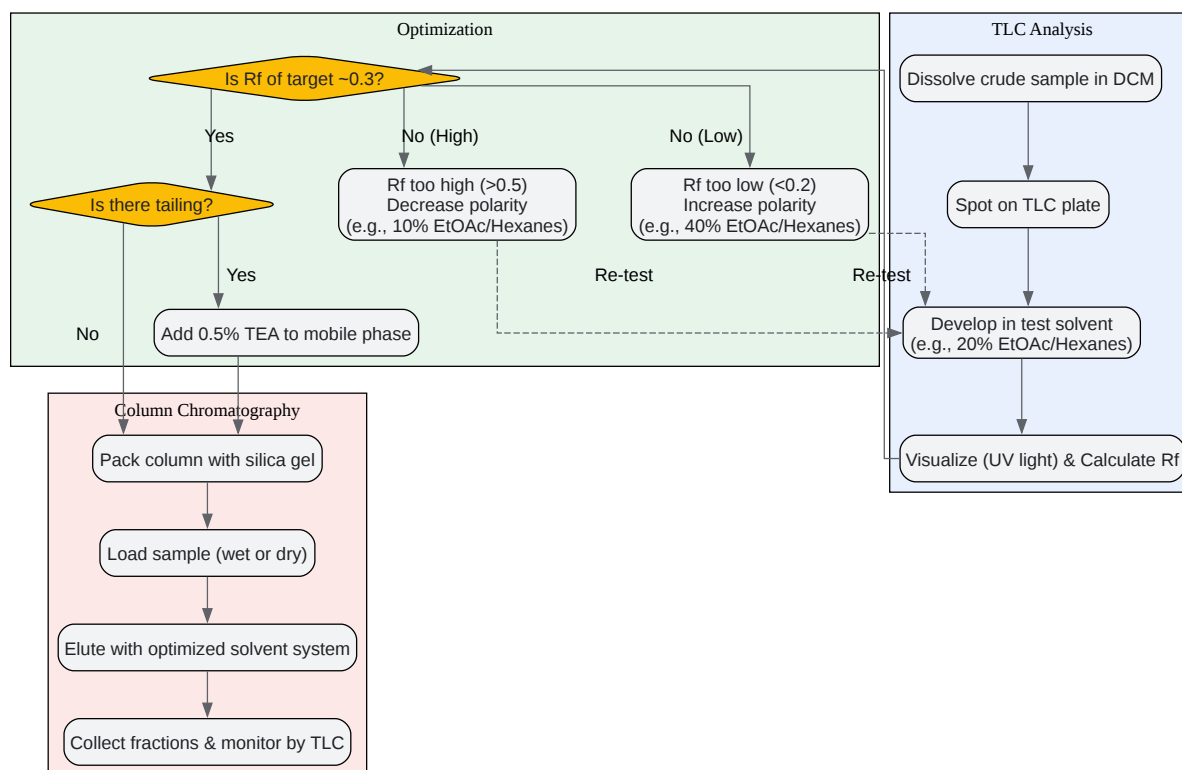 Optimization
TLC Analysis
Is Rf of target ~0.3?
Dissolve crude sample in DCM
Yes
No (High)
No (Low)
Is there tailing?
Rf too high (>0.5)
Decrease polarity
(e.g., 10% EtOAc/Hexanes)
Rf too low (<0.2)
Increase polarity
(e.g., 40% EtOAc/Hexanes)
Spot on TLC plate
Yes
Re-test
Re-test
No
Add 0.5% TEA to mobile phase
Develop in test solvent
(e.g., 20% EtOAc/Hexanes)
Column Chromatography
Pack column with silica gel
Visualize (UV light) & Calculate Rf
Load sample (wet or dry)
Elute with optimized solvent system
Collect fractions & monitor by TLC